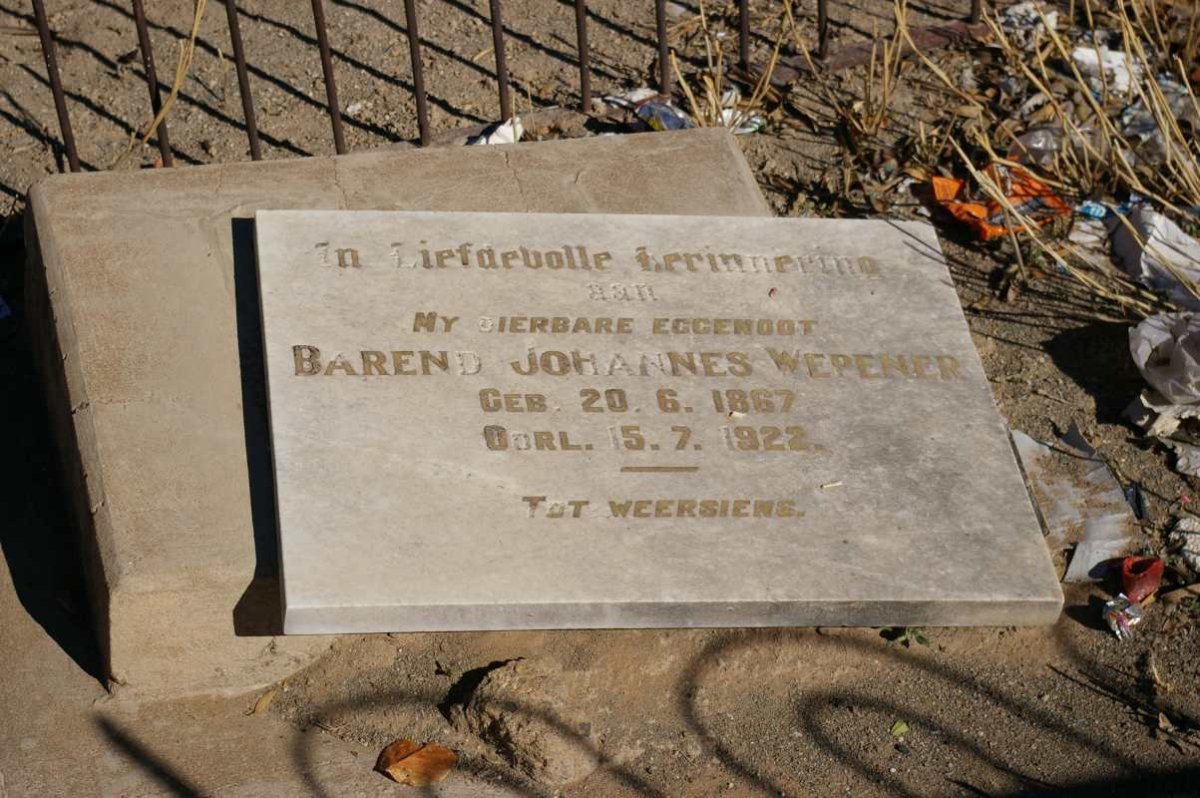 In Liefdevolle Herinnering
aan
MY DIERBARE EGGENOOT
BAREND JOHANNES WEPENER
GEB. 20. 6. 1867
OORL. 15. 7. 1922.
TOT WEERSIENS.